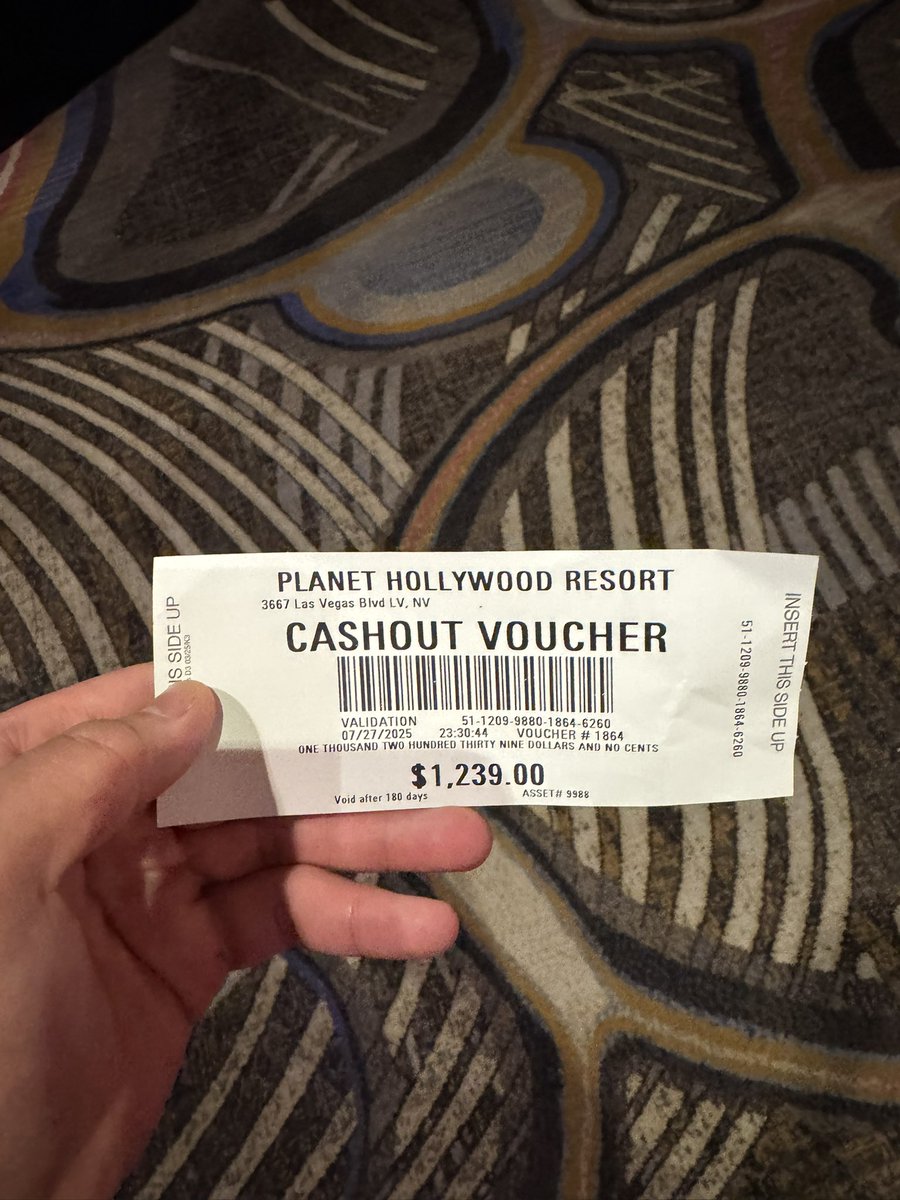 PLANET HOLLYWOOD RESORT
3667 Las Vegas Blvd LV, NV
CASHOUT VOUCHER
IS SIDE UP
INSERT THIS SIDE UP
51-1209-9880-1864-6260
VALIDATION 51-1209-9880-1864-6260
07/27/2025 23:30:44 VOUCHER # 1864
ONE THOUSAND TWO HUNDRED THIRTY NINE DOLLARS AND NO CENTS
$1,239.00
Void after 180 days ASSET# 9988